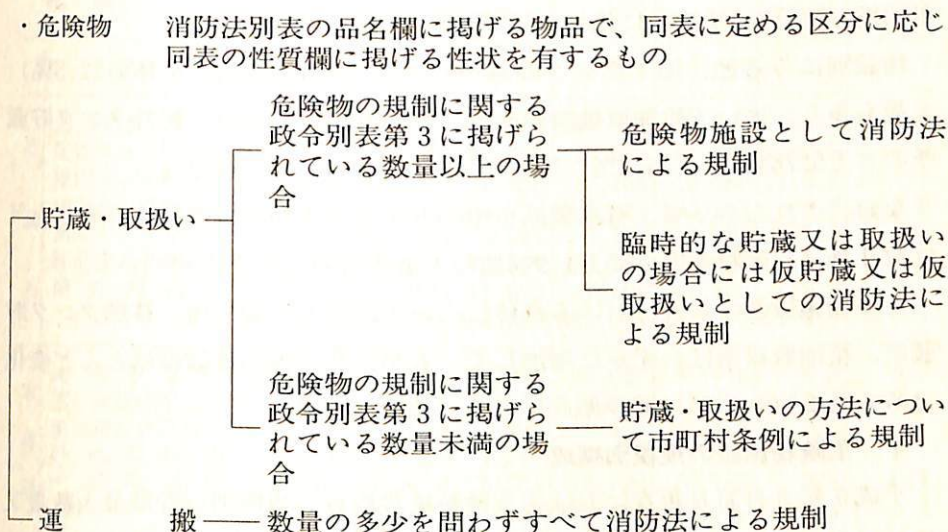 ・危険物　消防法別表の品名欄に掲げる物品で、同表に定める区分に応じ
同表の性質欄に掲げる性状を有するもの
貯蔵・取扱い
危険物の規制に関する
政令別表第3に掲げら
れている数量以上の場
合
危険物施設として消防法
による規制
臨時的な貯蔵又は取扱い
の場合には仮貯蔵又は仮
取扱いとしての消防法に
よる規制
危険物の規制に関する
政令別表第3に掲げら
れている数量未満の場
合
貯蔵・取扱いの方法につい
て市町村条例による規制
運　搬
数量の多少を問わずすべて消防法による規制